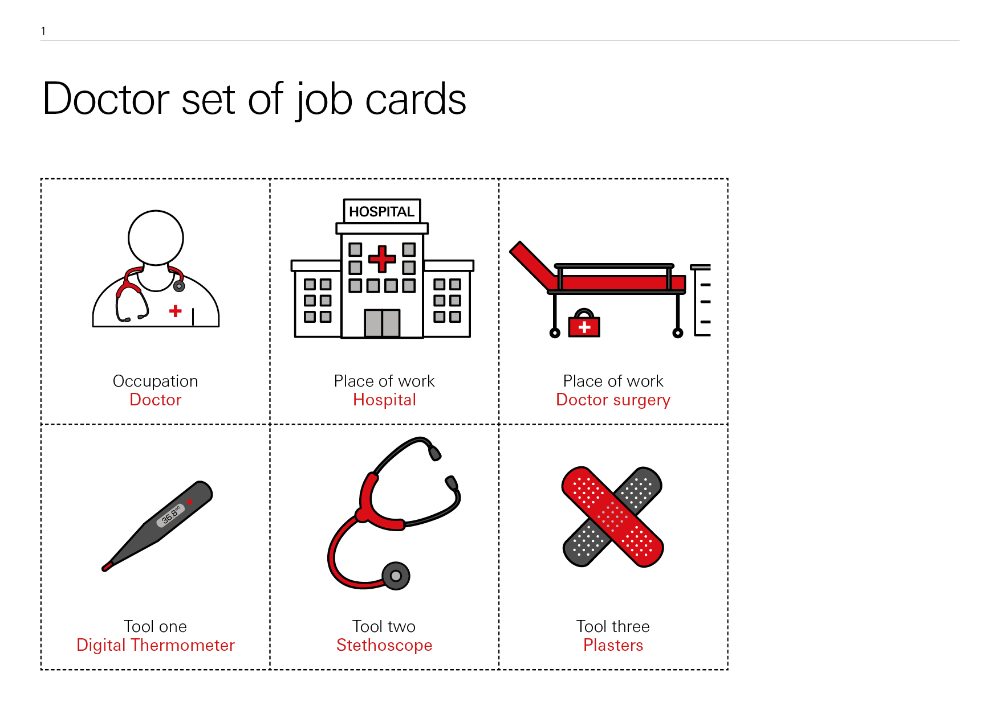 1
Doctor set of job cards
HOSPITAL
Occupation
Doctor
Place of work
Hospital
Place of work
Doctor surgery
36.8°C
Tool one
Digital Thermometer
Tool two
Stethoscope
Tool three
Plasters